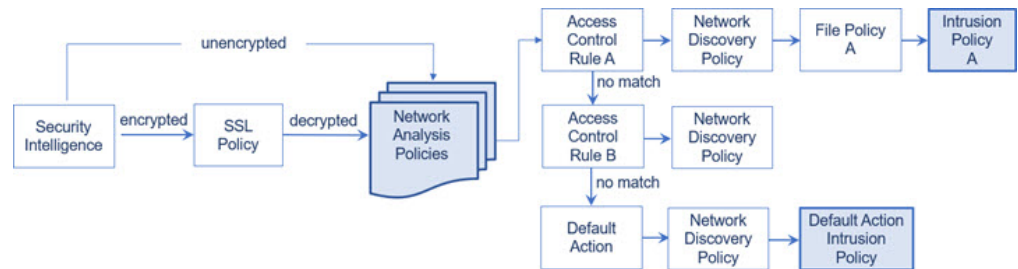 unencrypted
Security
Intelligence
encrypted
SSL
Policy
decrypted
Network
Analysis
Policies
Access
Control
Rule A
Network
Discovery
Policy
File Policy
A
Intrusion
Policy
A
no match
Access
Control
Rule B
Network
Discovery
Policy
no match
Default
Action
Network
Discovery
Policy
Default Action
Intrusion
Policy